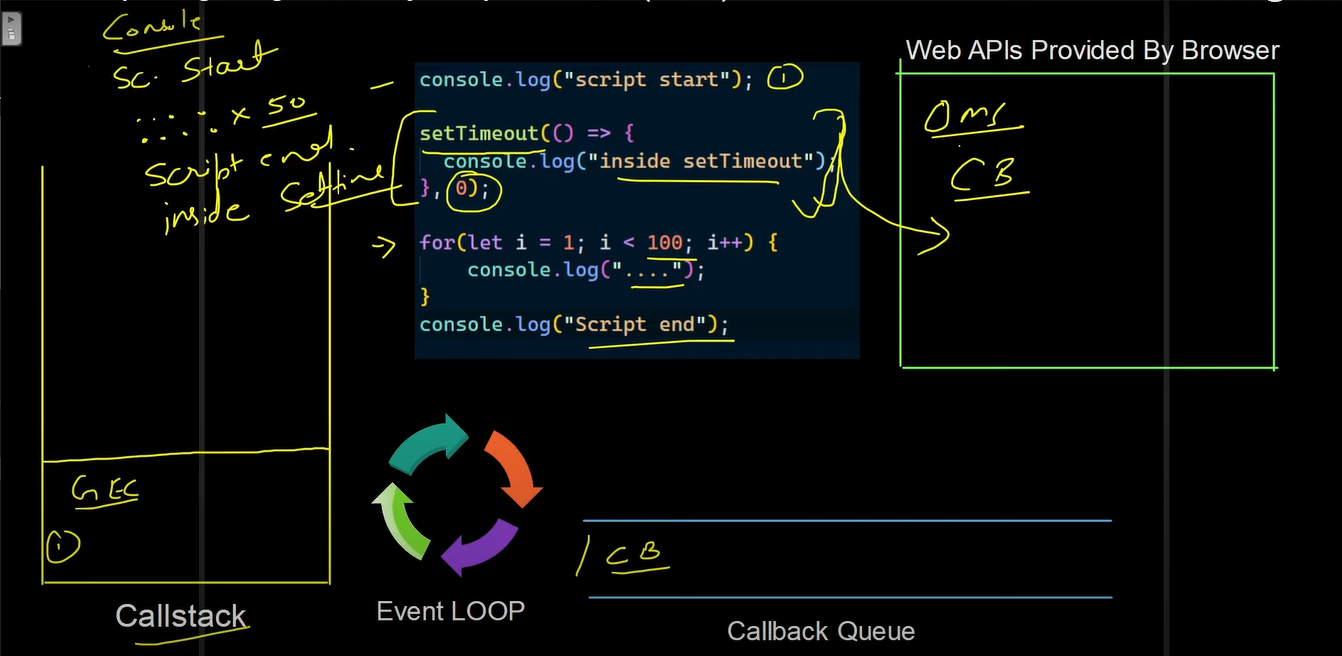 Console
Sc. Start
..... x 50
..... 
Script end.
inside Settime
console.log("script start"); 1
setTimeout(() => {
console.log("inside setTimeout");
}, 0);
for(let i = 1; i < 100; i++) {
console.log("....");
}
console.log("Script end");
Web APIs Provided By Browser
0ms
CB
GEC
1
Callstack
Event LOOP
CB
Callback Queue